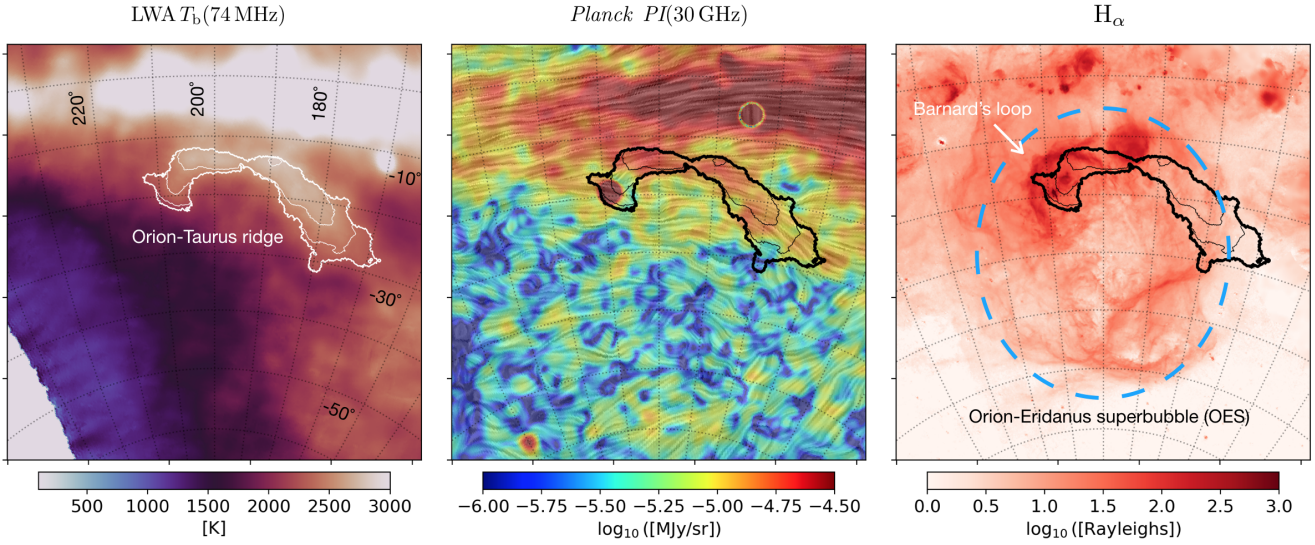 LWA T_b(74 MHz)
Planck PI(30 GHz)
H_α
220°
200°
180°
-10°
Orion-Taurus ridge
-30°
-50°
Barnard's loop
Orion-Eridanus superbubble (OES)
500 1000 1500 2000 2500 3000
[K]
−6.00 −5.75 −5.50 −5.25 −5.00 −4.75 −4.50
log₁₀([MJy/sr])
0.0 0.5 1.0 1.5 2.0 2.5 3.0
log₁₀([Rayleighs])